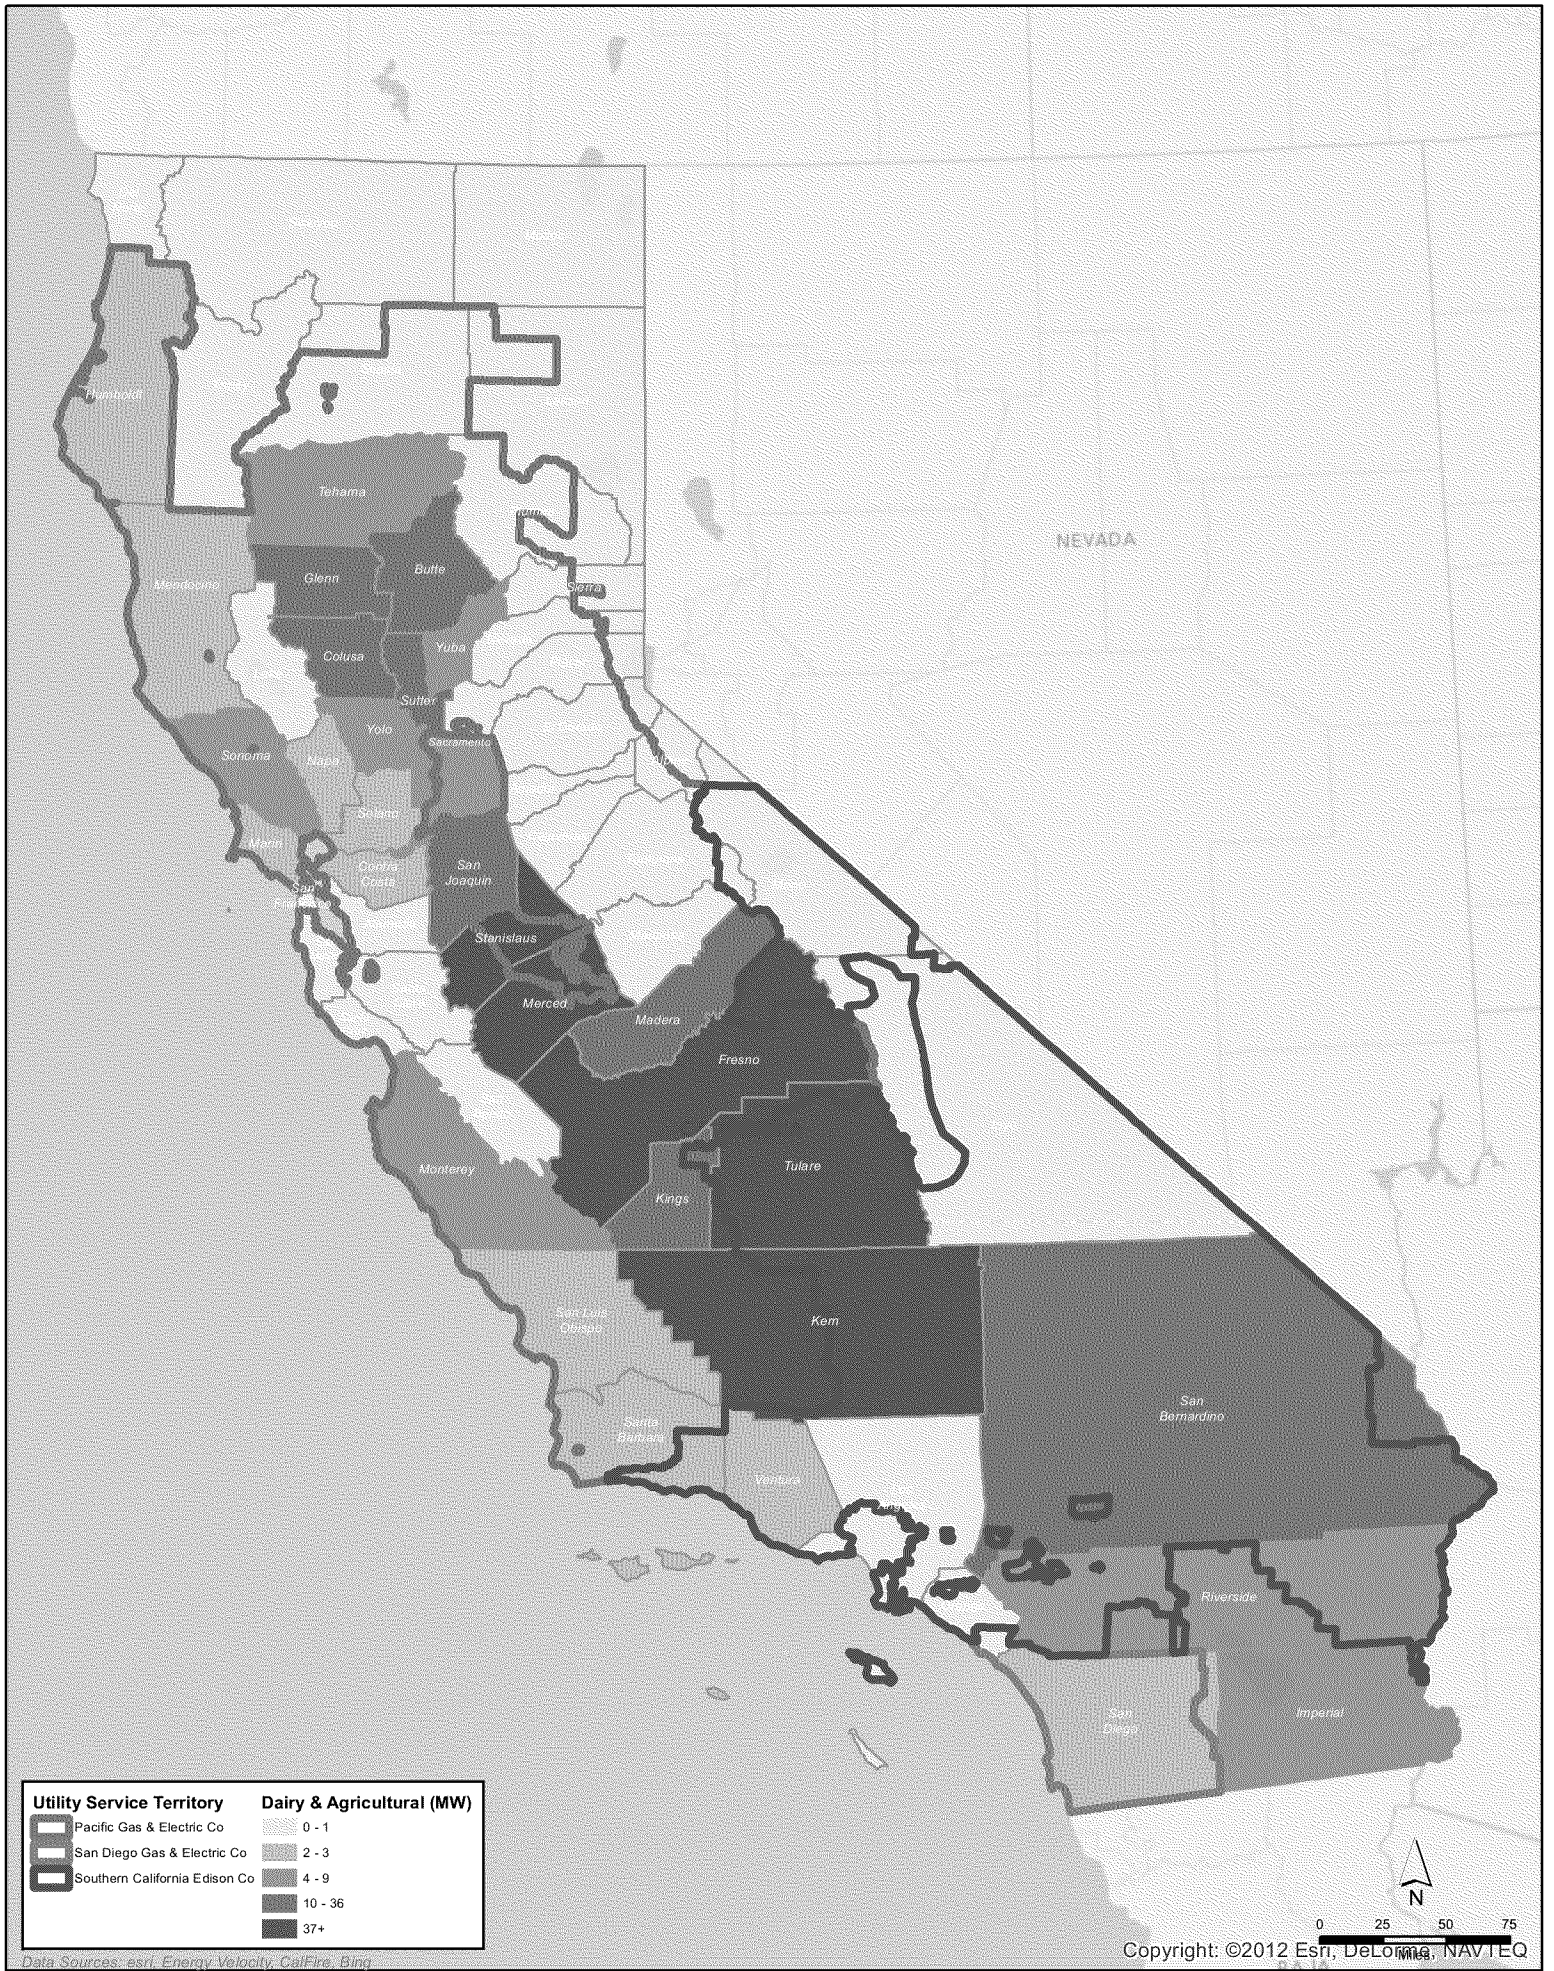 NEVADA
Humboldt
Tehama
Mendocino
Glenn
Butte
Sierra
Colusa
Yuba
Sutter
Yolo
Sonoma
Napa
Sacramento
Solano
Marin
Contra
Costa
San
Joaquin
San
Stanislaus
Merced
Madera
Fresno
Monterey
Tulare
Kings
San Luis
Obispo
Kern
San
Bernardino
Santa
Barbara
Ventura
Riverside
San
Diego
Imperial
Utility Service Territory
Pacific Gas & Electric Co
San Diego Gas & Electric Co
Southern California Edison Co
Dairy & Agricultural (MW)
0 - 1
2 - 3
4 - 9
10 - 36
37+
N
0 25 50 75
Miles
Copyright: ©2012 Esri, DeLorme, NAVTEQ
Data Sources: esri, Energy Velocity, CalFire, Bing
BAJA